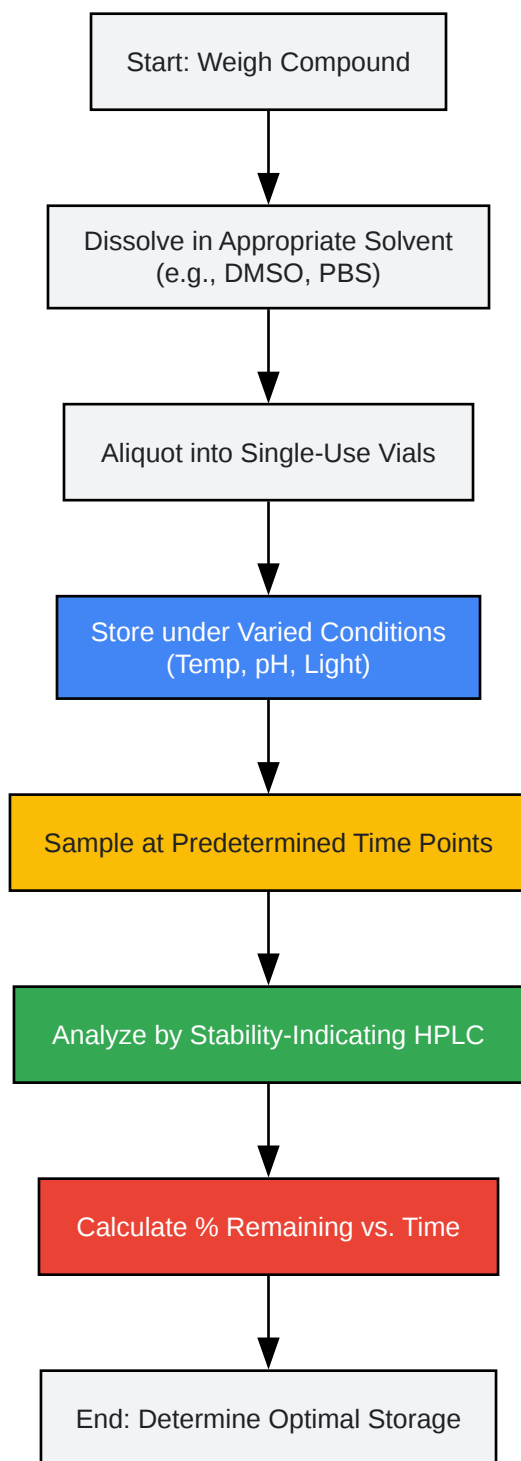 Start: Weigh Compound
Dissolve in Appropriate Solvent
(e.g., DMSO, PBS)
Aliquot into Single-Use Vials
Store under Varied Conditions
(Temp, pH, Light)
Sample at Predetermined Time Points
Analyze by Stability-Indicating HPLC
Calculate % Remaining vs. Time
End: Determine Optimal Storage